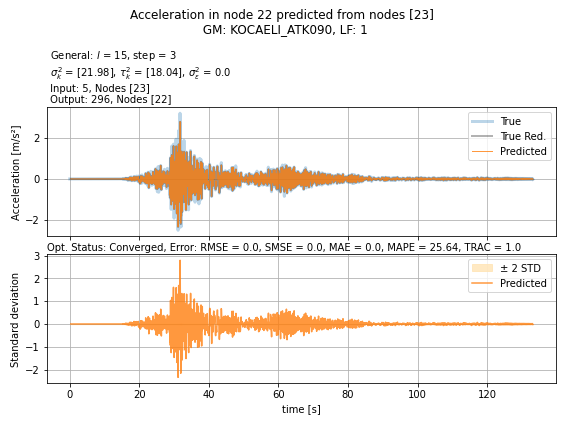 Acceleration in node 22 predicted from nodes [23]
GM: KOCAELI_ATK090, LF: 1
General: l = 15, step = 3
σ²ₖ = [21.98], τ²ₖ = [18.04], σ²ε = 0.0
Input: 5, Nodes [23]
Output: 296, Nodes [22]
Acceleration [m/s²]
2
0
−2
True
True Red.
Predicted
Opt. Status: Converged, Error: RMSE = 0.0, SMSE = 0.0, MAE = 0.0, MAPE = 25.64, TRAC = 1.0
Standard deviation
3
2
1
0
−1
−2
± 2 STD
Predicted
0 20 40 60 80 100 120
time [s]